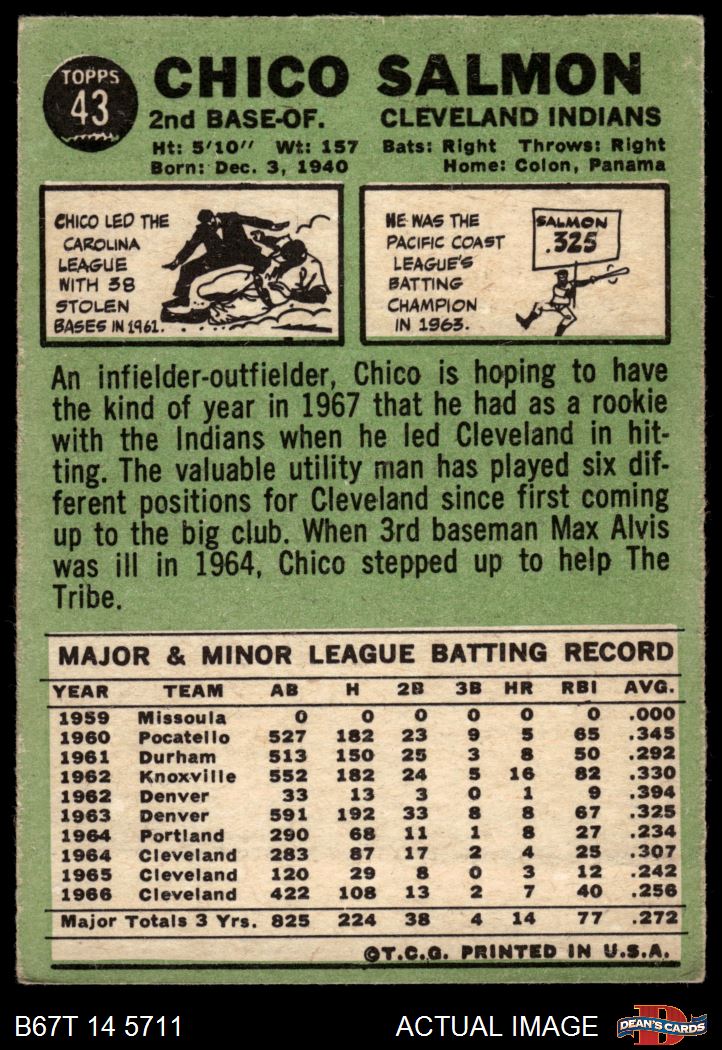 TOPPS
43
CHICO SALMON
2nd BASE-OF. CLEVELAND INDIANS
Ht: 5'10" Wt: 157 Bats: Right Throws: Right
Born: Dec. 3, 1940 Home: Colon, Panama
CHICO LED THE
CAROLINA
LEAGUE
WITH 38
STOLEN
BASES IN 1961.
HE WAS THE
PACIFIC COAST
LEAGUE'S
BATTING
CHAMPION
IN 1963.
SALMON
.325
An infielder-outfielder, Chico is hoping to have
the kind of year in 1967 that he had as a rookie
with the Indians when he led Cleveland in hit-
ting. The valuable utility man has played six dif-
ferent positions for Cleveland since first coming
up to the big club. When 3rd baseman Max Alvis
was ill in 1964, Chico stepped up to help The
Tribe.
MAJOR & MINOR LEAGUE BATTING RECORD
YEAR TEAM AB H 2B 3B HR RBI AVG.
1959 Missoula 0 0 0 0 0 0 .000
1960 Pocatello 527 182 23 9 5 65 .345
1961 Durham 513 150 25 3 8 50 .292
1962 Knoxville 552 182 24 5 16 82 .330
1962 Denver 33 13 3 0 1 9 .394
1963 Denver 591 192 33 8 8 67 .325
1964 Portland 290 68 11 1 8 27 .234
1964 Cleveland 283 87 17 2 4 25 .307
1965 Cleveland 120 29 8 0 3 12 .242
1966 Cleveland 422 108 13 2 7 40 .256
Major Totals 3 Yrs. 825 224 38 4 14 77 .272
©T.C.G. PRINTED IN U.S.A.
B67T 14 5711 ACTUAL IMAGE
D
DEAN'S CARDS